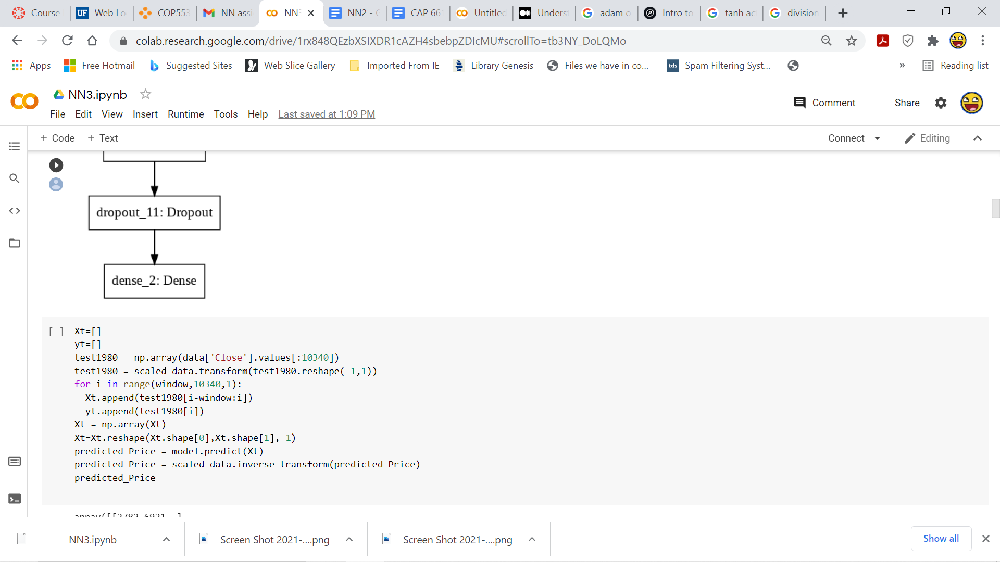 Course
UF Web Lo
COP553
NN assi
NN3
NN2 - G
CAP 66
Untitled
Underst
adam o
Intro to
tanh ac
division
colab.research.google.com/drive/1rx848QEzbXSIXDR1cAZH4sbebpZDIcMU#scrollTo=tb3NY_DoLQMo
Apps
Free Hotmail
Suggested Sites
Web Slice Gallery
Imported From IE
Library Genesis
Files we have in co...
tds Spam Filtering Syst...
»
Reading list
NN3.ipynb
Comment
Share
File Edit View Insert Runtime Tools Help Last saved at 1:09 PM
+ Code + Text
Connect
Editing
dropout_11: Dropout
dense_2: Dense
[ ] Xt=[]
yt=[]
test1980 = np.array(data['Close'].values[:10340])
test1980 = scaled_data.transform(test1980.reshape(-1,1))
for i in range(window,10340,1):
  Xt.append(test1980[i-window:i])
  yt.append(test1980[i])
Xt = np.array(Xt)
Xt=Xt.reshape(Xt.shape[0],Xt.shape[1], 1)
predicted_Price = model.predict(Xt)
predicted_Price = scaled_data.inverse_transform(predicted_Price)
predicted_Price
NN3.ipynb
Screen Shot 2021-....png
Screen Shot 2021-....png
Show all